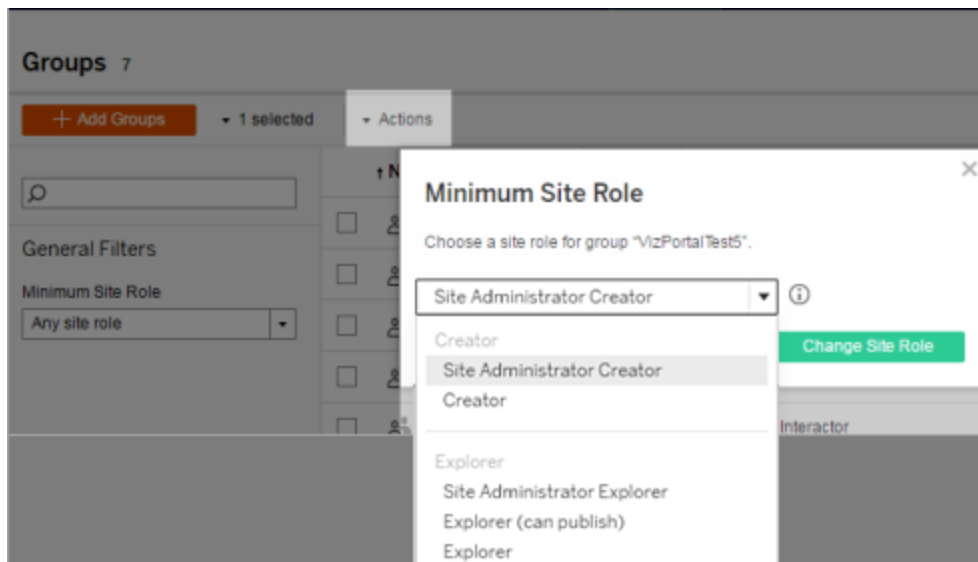 Groups 7
+ Add Groups
1 selected
Actions
↑ N
General Filters
Minimum Site Role
Any site role
Minimum Site Role
Choose a site role for group “VizPortalTest5”.
Site Administrator Creator
Creator
Site Administrator Creator
Creator
Explorer
Site Administrator Explorer
Explorer (can publish)
Explorer
Change Site Role
Interactor